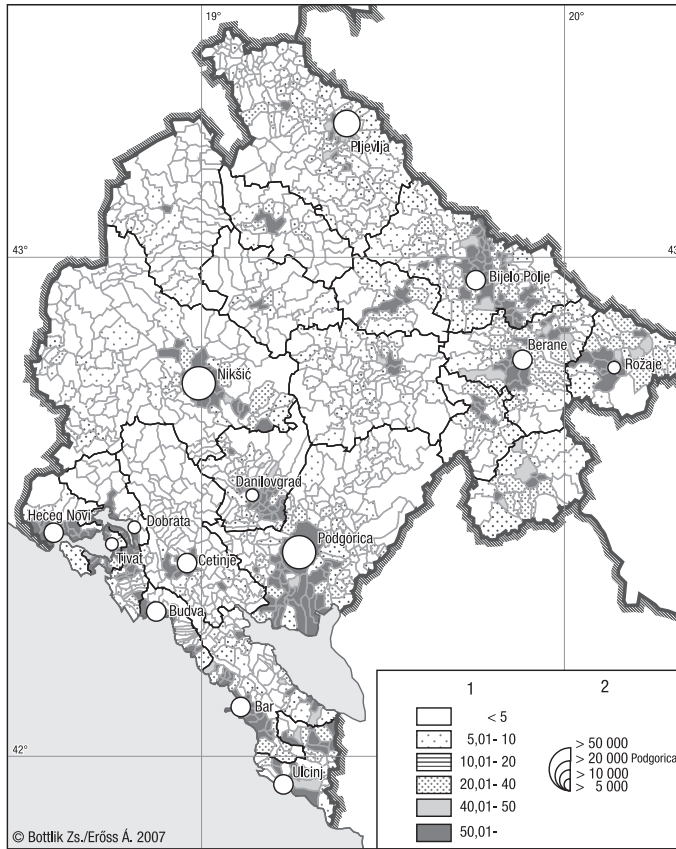 19°
20°
Pljevlja
43°
43
Bijelo Polje
Berane
Rožaje
Nikšić
Danilovgrad
Heceg Novi
Dobrata
Tivat
Cetinje
Podgorica
Budva
Bar
42°
Ulcinj
1
2
< 5
5,01- 10
10,01- 20
20,01- 40
40,01- 50
50,01-
> 50 000
> 20 000 Podgorica
> 10 000
> 5 000
© Bottlik Zs./Erőss Á. 2007